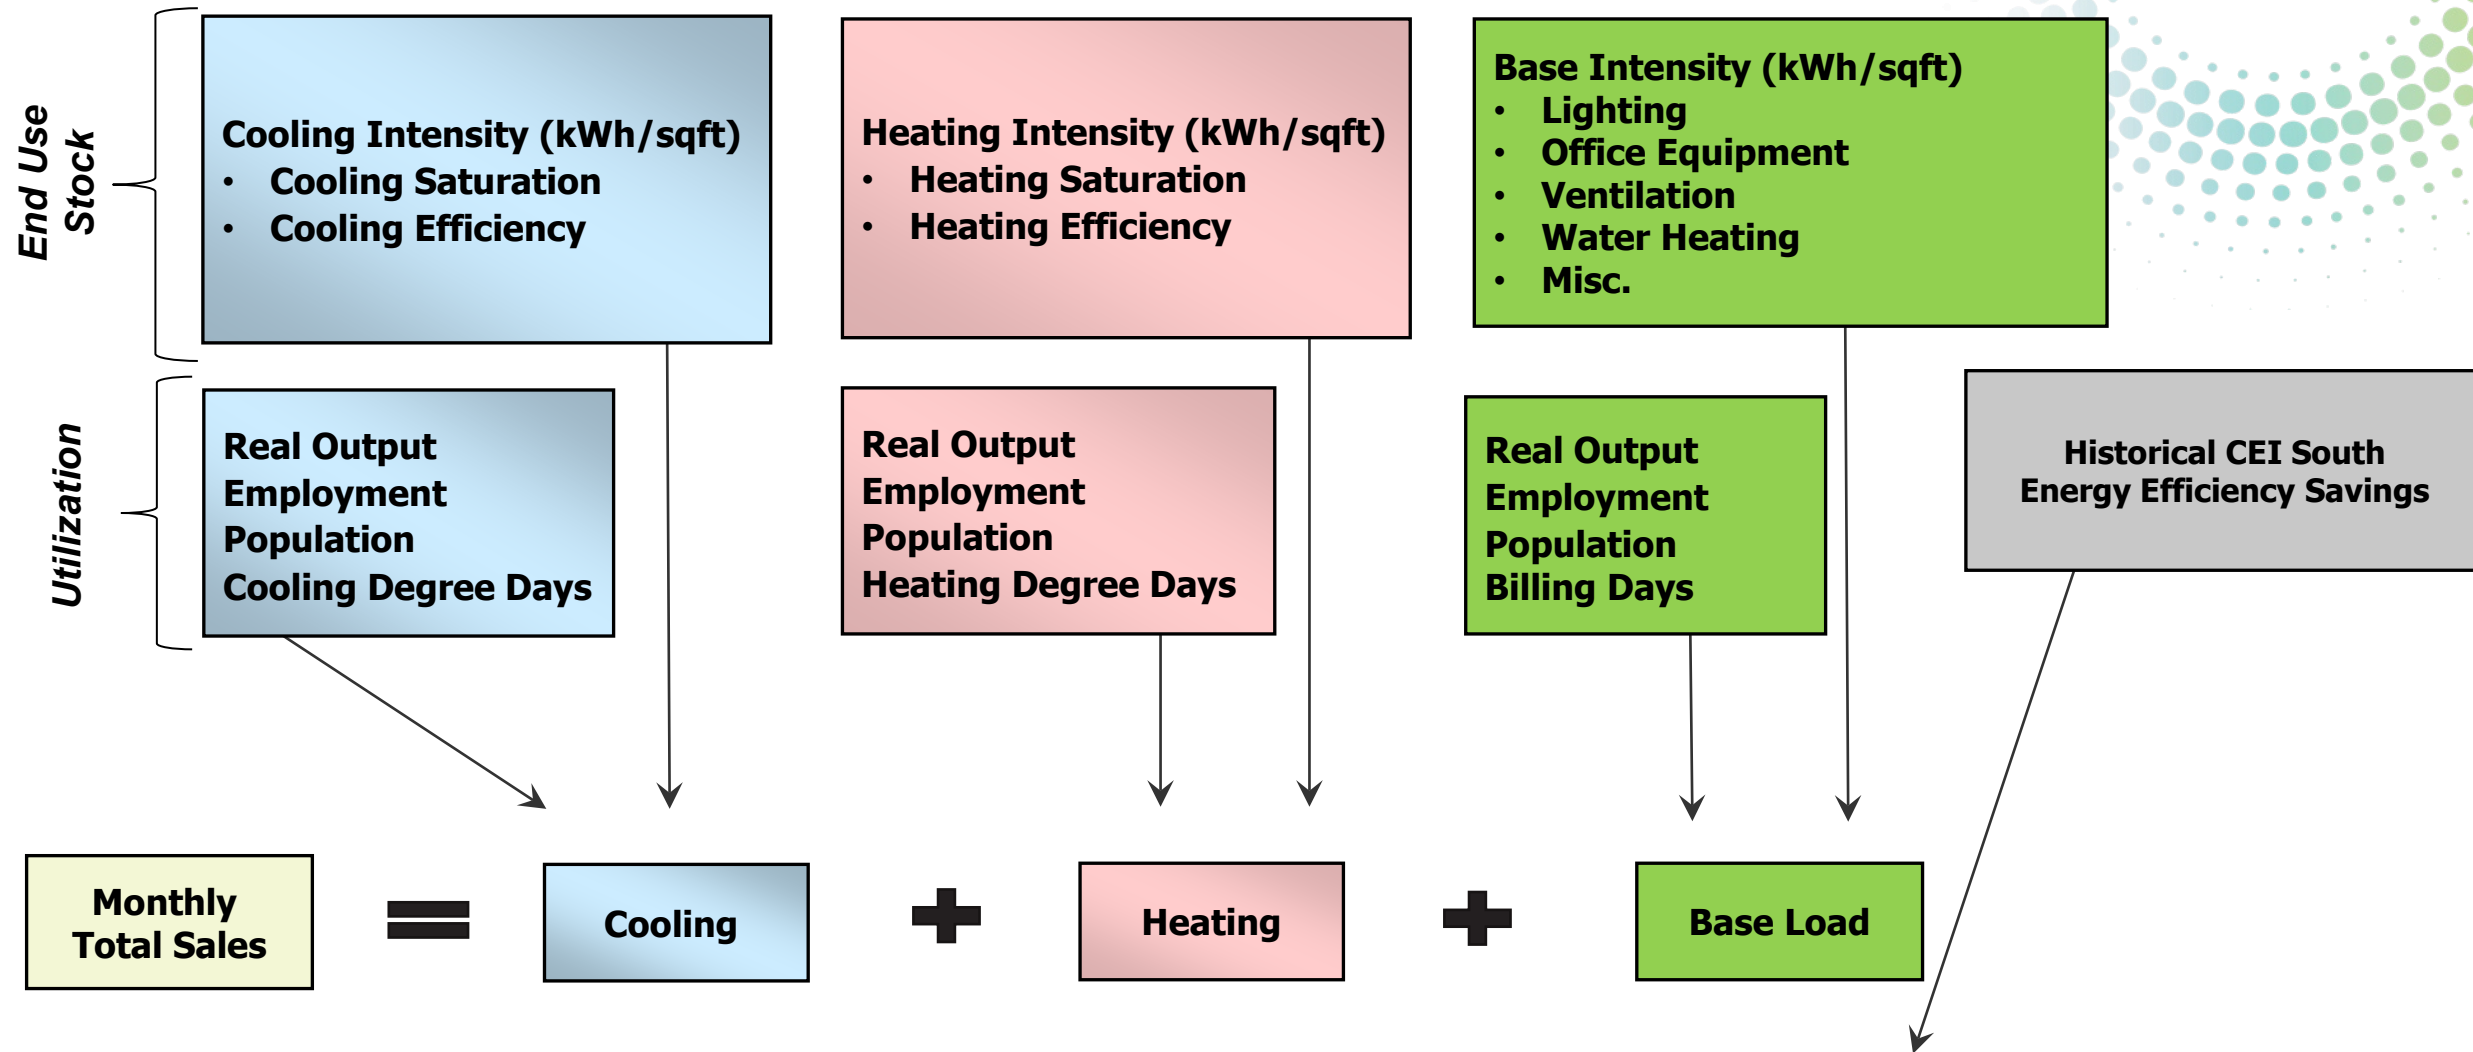 End Use
Stock
Cooling Intensity (kWh/sqft)
• Cooling Saturation
• Cooling Efficiency
Heating Intensity (kWh/sqft)
• Heating Saturation
• Heating Efficiency
Base Intensity (kWh/sqft)
• Lighting
• Office Equipment
• Ventilation
• Water Heating
• Misc.
Utilization
Real Output
Employment
Population
Cooling Degree Days
Real Output
Employment
Population
Heating Degree Days
Real Output
Employment
Population
Billing Days
Historical CEI South
Energy Efficiency Savings
Monthly
Total Sales
=
Cooling
+
Heating
+
Base Load